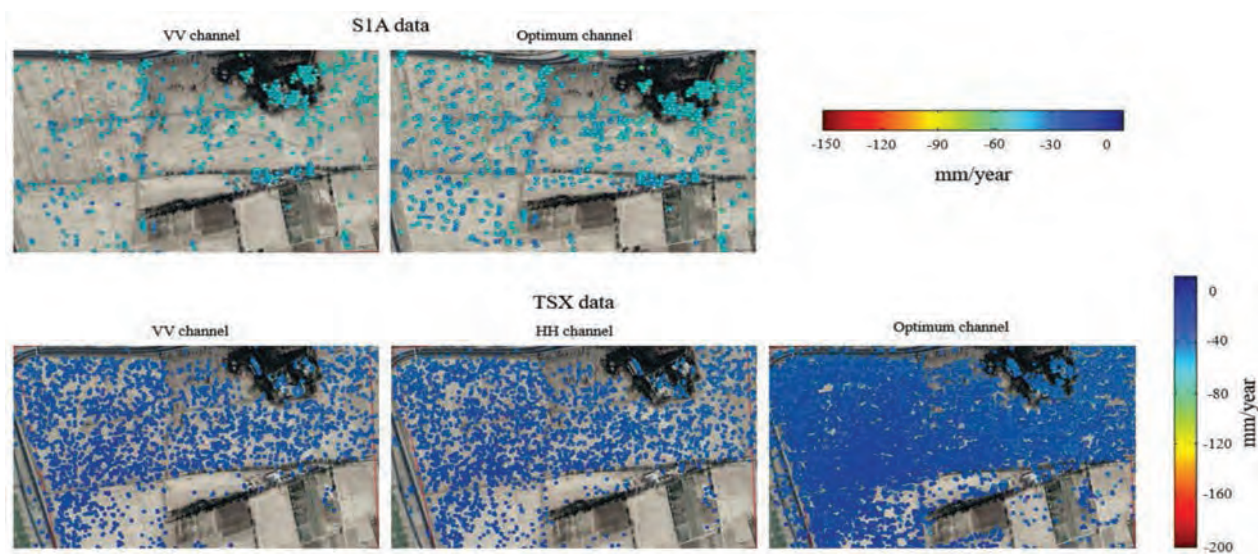 S1A data
VV channel
Optimum channel
-150 -120 -90 -60 -30 0
mm/year
TSX data
VV channel
HH channel
Optimum channel
0
-40
-80
-120
-160
-200
mm/year